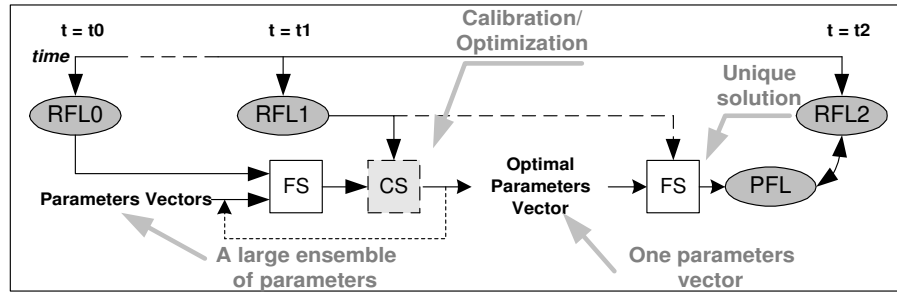 t = t0
t = t1
Calibration/
Optimization
t = t2
time
Unique
solution
RFL0
RFL1
RFL2
FS
CS
Optimal
Parameters
Vector
FS
PFL
Parameters Vectors
A large ensemble
of parameters
One parameters
vector